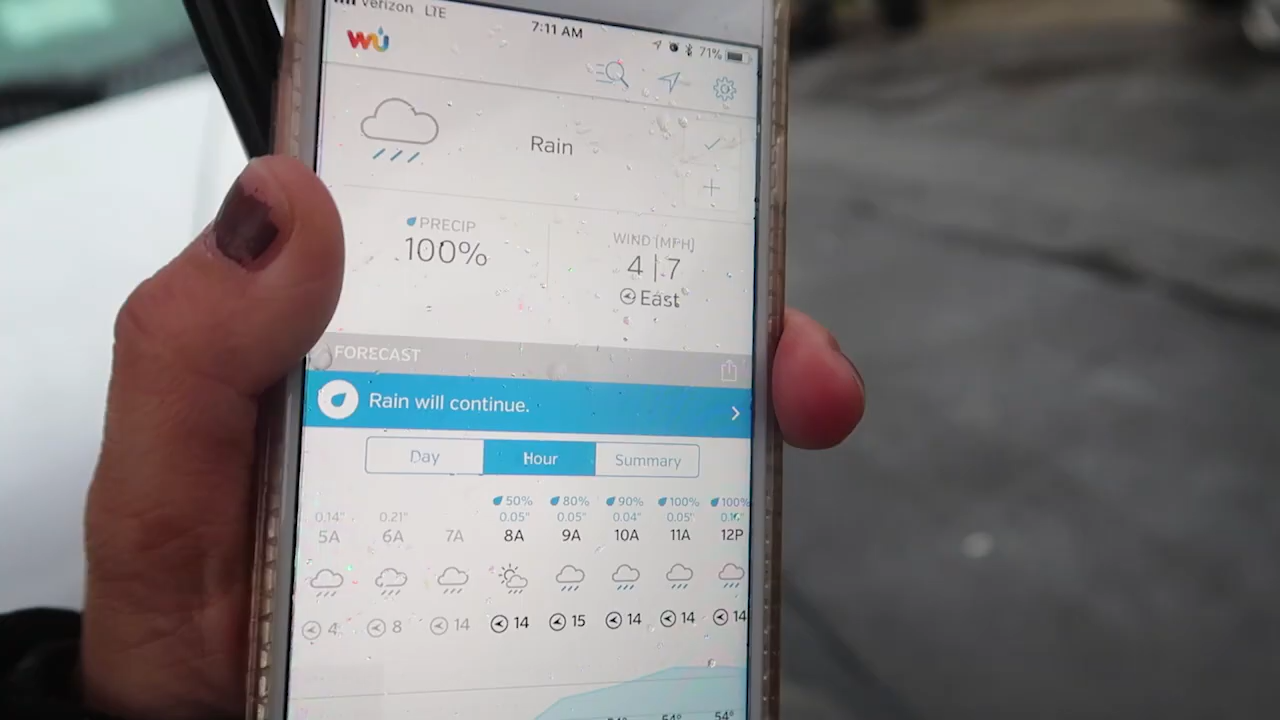 Verizon LTE 7:11 AM 71%
wu
Rain
PRECIP
100%
WIND (MPH)
4 | 7
East
FORECAST
Rain will continue.
Day Hour Summary
50% 80% 90% 100% 100%
0.14" 0.21" 0.05" 0.05" 0.04" 0.05"
5A 6A 7A 8A 9A 10A 11A 12P
4 8 14 14 15 14 14 14
54° 54°